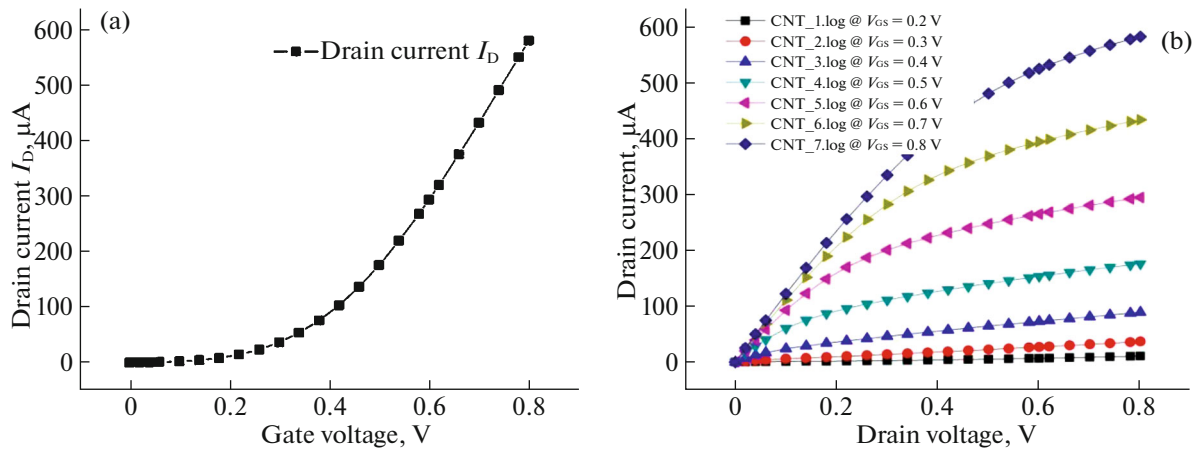 (a)
Drain current I_D
Drain current I_D, µA
600
500
400
300
200
100
0
0
0.2
0.4
0.6
0.8
Gate voltage, V
(b)
CNT_1.log @ V_GS = 0.2 V
CNT_2.log @ V_GS = 0.3 V
CNT_3.log @ V_GS = 0.4 V
CNT_4.log @ V_GS = 0.5 V
CNT_5.log @ V_GS = 0.6 V
CNT_6.log @ V_GS = 0.7 V
CNT_7.log @ V_GS = 0.8 V
Drain current, µA
600
500
400
300
200
100
0
0
0.2
0.4
0.6
0.8
Drain voltage, V